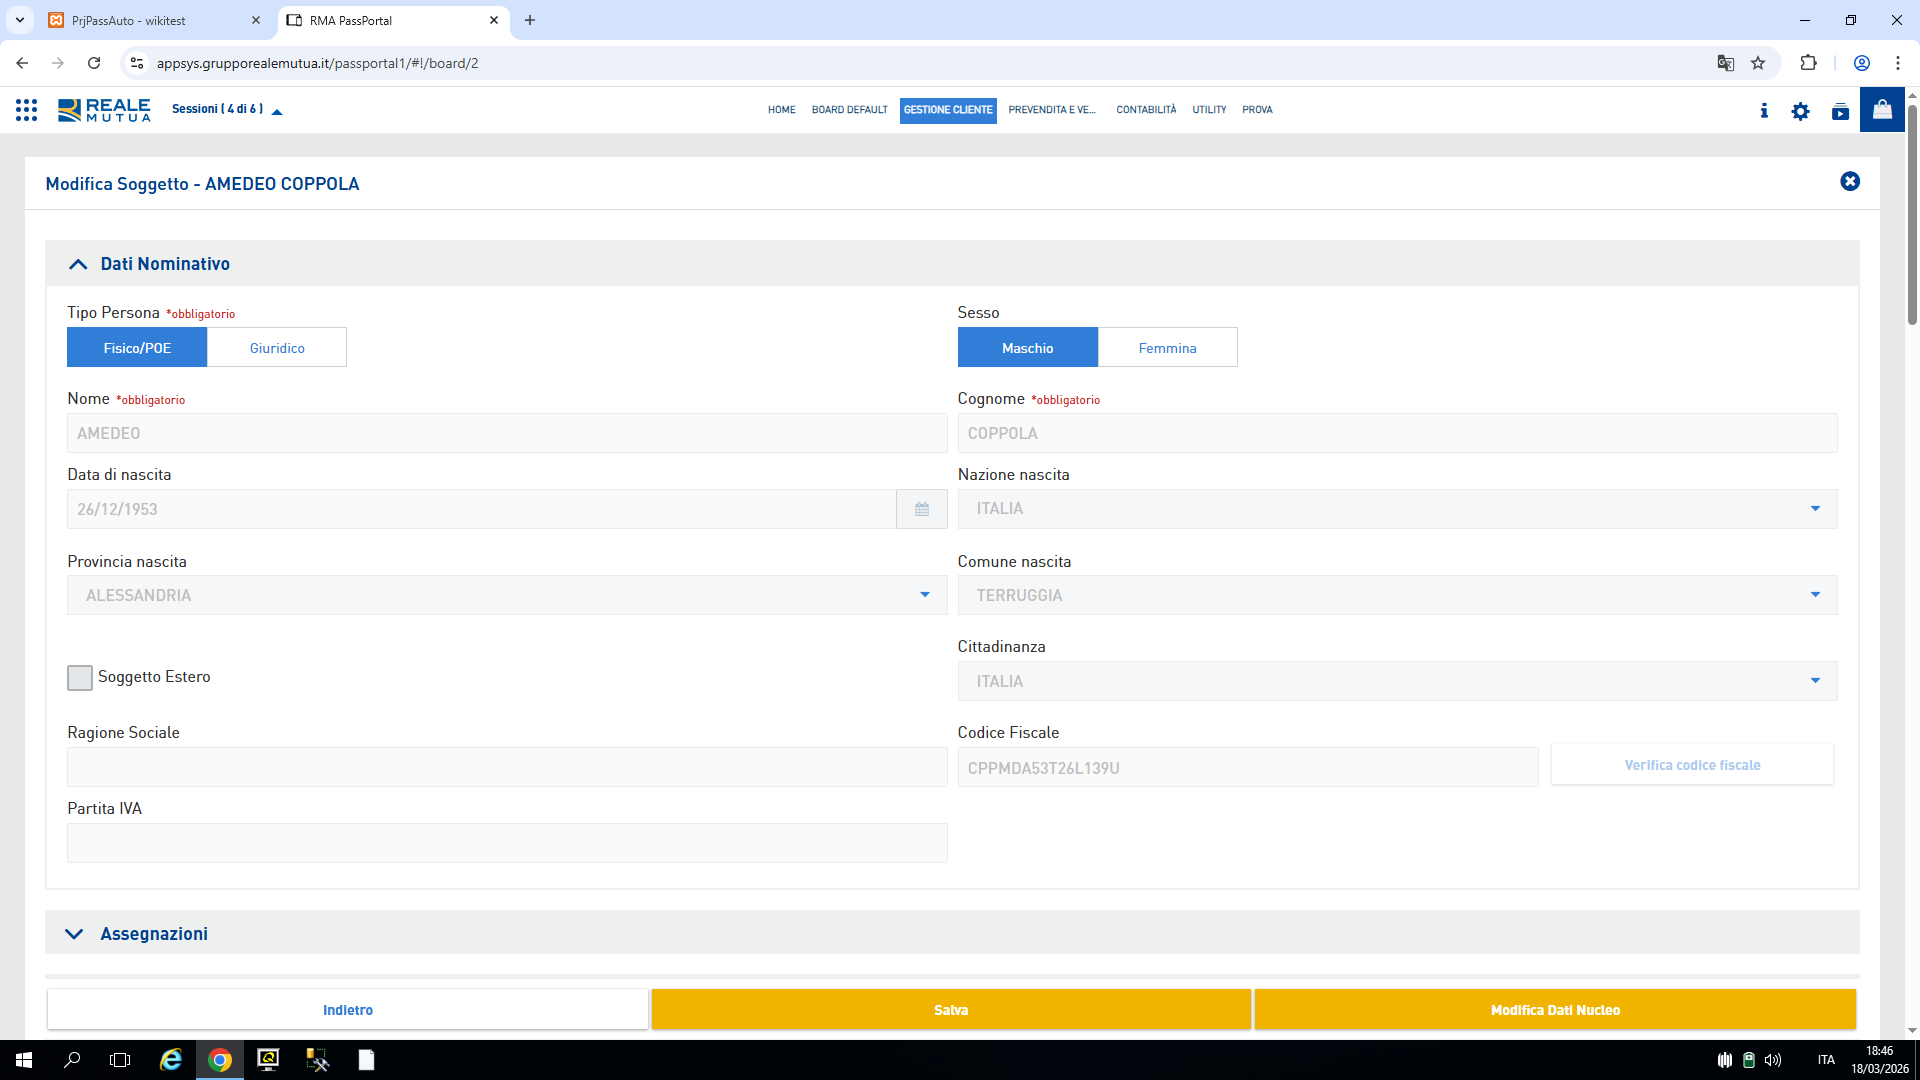 PrjPassAuto - wikitest
RMA PassPortal
appsys.grupporealemutua.it/passportal1/#!/board/2
REALE
MUTUA
Sessioni ( 4 di 6 )
HOME
BOARD DEFAULT
GESTIONE CLIENTE
PREVENDITA E VE...
CONTABILITÀ
UTILITY
PROVA
Modifica Soggetto - AMEDEO COPPOLA
Dati Nominativo
Tipo Persona *obbligatorio
Sesso
Fisico/POE
Giuridico
Maschio
Femmina
Nome *obbligatorio
Cognome *obbligatorio
AMEDEO
COPPOLA
Data di nascita
Nazione nascita
26/12/1953
ITALIA
Provincia nascita
Comune nascita
ALESSANDRIA
TERRUGGIA
Cittadinanza
Soggetto Estero
ITALIA
Ragione Sociale
Codice Fiscale
CPPMDA53T26L139U
Verifica codice fiscale
Partita IVA
Assegnazioni
Indietro
Salva
Modifica Dati Nucleo
ITA
18:46
18/03/2026